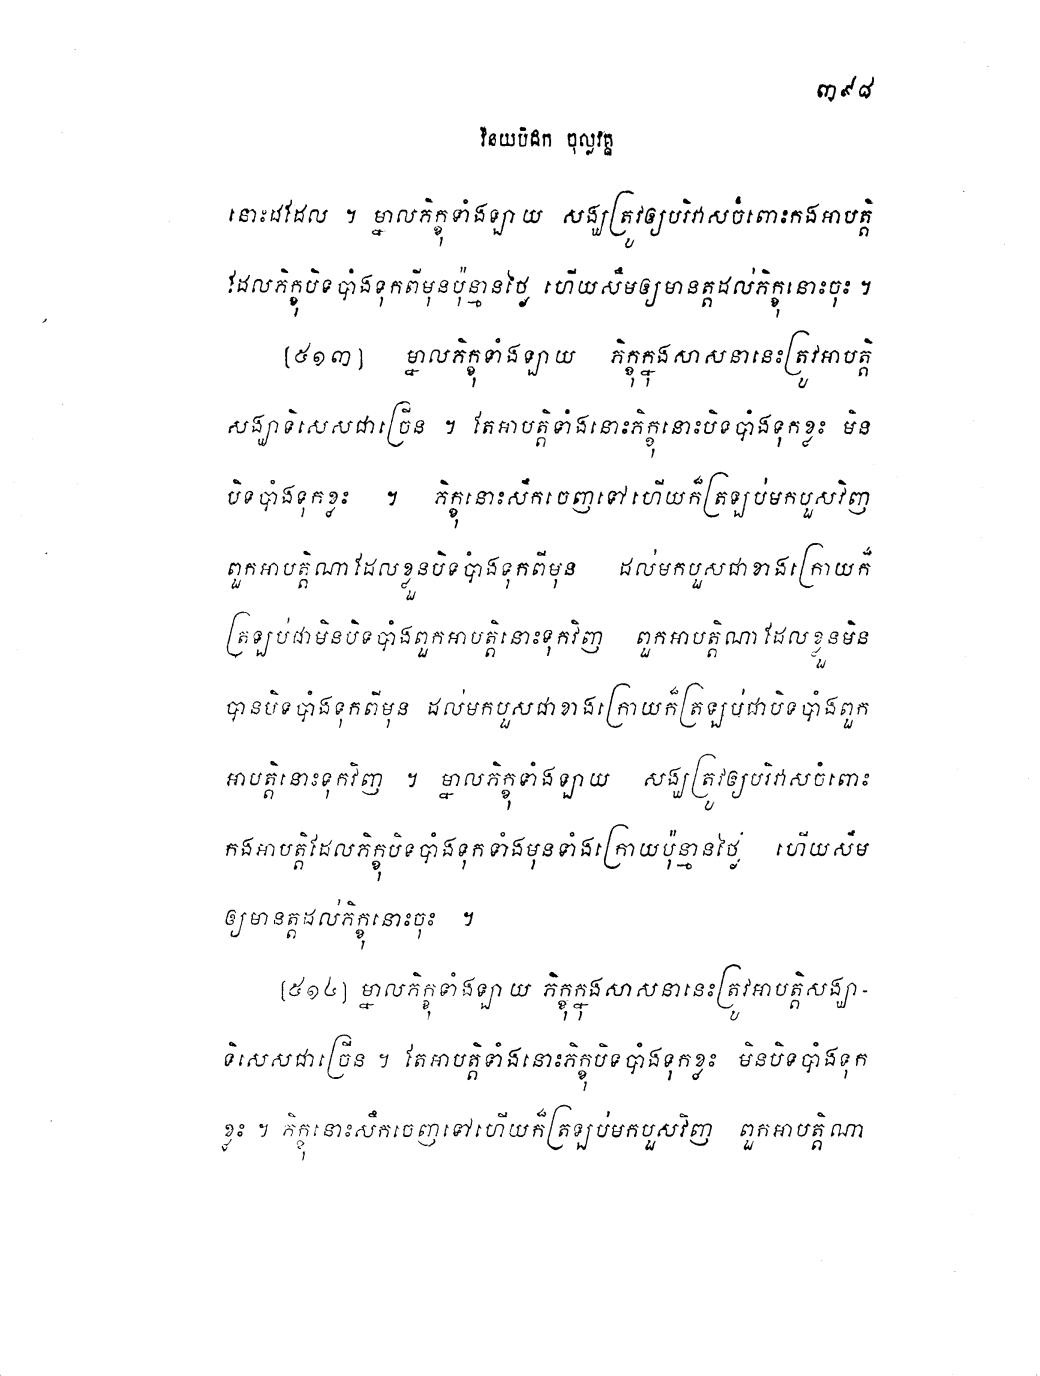 ៣៩៨
វិនយបិដក ចុល្លវគ្គ
នោះដដែល ។ ម្នាលភិក្ខុទាំងឡាយ សង្ឃត្រូវឲ្យបរិវាសចំពោះកងអាបត្តិ
ដែលភិក្ខុបិទបាំងទុកពីមុនប៉ុន្មានថ្ងៃ ហើយសឹមឲ្យមានត្តដល់ភិក្ខុនោះចុះ ។
[៥១៣] ម្នាលភិក្ខុទាំងឡាយ ភិក្ខុក្នុងសាសនានេះត្រូវអាបត្តិ
សង្ឃាទិសេសជាច្រើន ។ តែអាបត្តិទាំងនោះភិក្ខុនោះបិទបាំងទុកខ្លះ មិន
បិទបាំងទុកខ្លះ ។ ភិក្ខុនោះសឹកចេញទៅហើយក៏ត្រឡប់មកបួសវិញ
ពួកអាបត្តិណាដែលខ្លួនបិទបាំងទុកពីមុន ដល់មកបួសជាខាងក្រោយក៏
ត្រឡប់ជាមិនបិទបាំងពួកអាបត្តិនោះទុកវិញ ពួកអាបត្តិណាដែលខ្លួនមិន
បានបិទបាំងទុកពីមុន ដល់មកបួសជាខាងក្រោយក៏ត្រឡប់ជាបិទបាំងពួក
អាបត្តិនោះទុកវិញ ។ ម្នាលភិក្ខុទាំងឡាយ សង្ឃត្រូវឲ្យបរិវាសចំពោះ
កងអាបត្តិដែលភិក្ខុបិទបាំងទុកទាំងមុនទាំងក្រោយប៉ុន្មានថ្ងៃ ហើយសឹម
ឲ្យមានត្តដល់ភិក្ខុនោះចុះ ។
[៥១៤] ម្នាលភិក្ខុទាំងឡាយ ភិក្ខុក្នុងសាសនានេះត្រូវអាបត្តិសង្ឃា-
ទិសេសជាច្រើន ។ តែអាបត្តិទាំងនោះភិក្ខុបិទបាំងទុកខ្លះ មិនបិទបាំងទុក
ខ្លះ ។ ភិក្ខុនោះសឹកចេញទៅហើយក៏ត្រឡប់មកបួសវិញ ពួកអាបត្តិណា